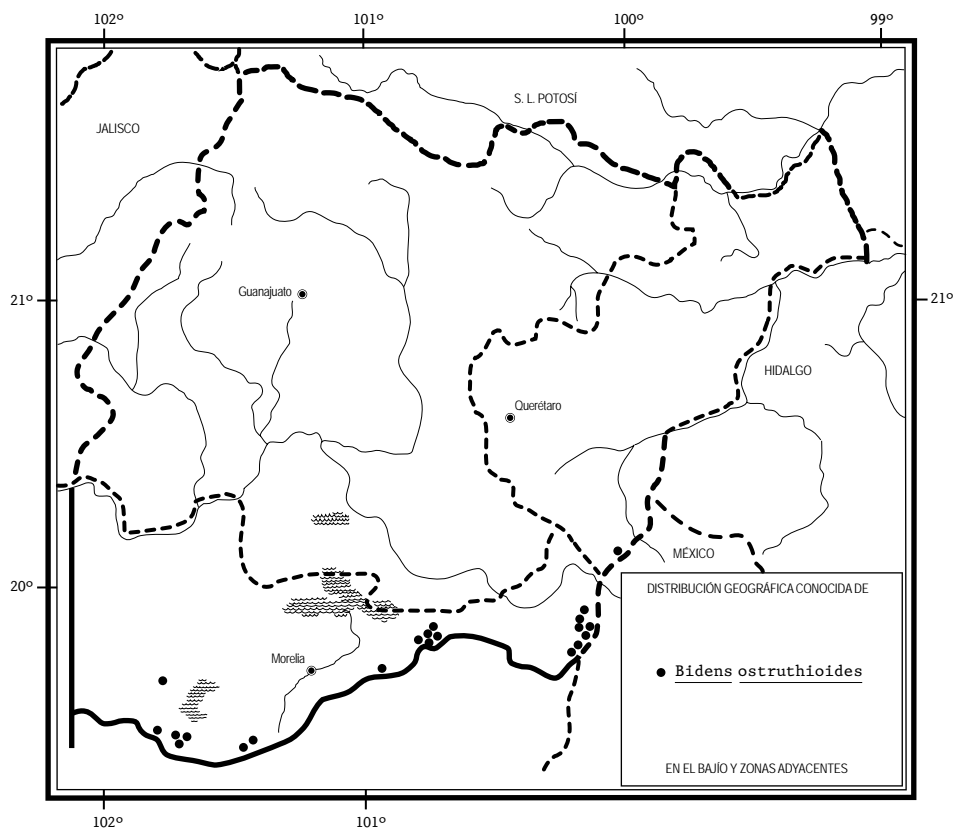 102° 101° 100° 99°
S. L. POTOSÍ
JALISCO
Guanajuato
21° 21°
HIDALGO
Querétaro
MÉXICO
20°
DISTRIBUCIÓN GEOGRÁFICA CONOCIDA DE
Morelia
Bidens ostruthioides
EN EL BAJÍO Y ZONAS ADYACENTES
102° 101°